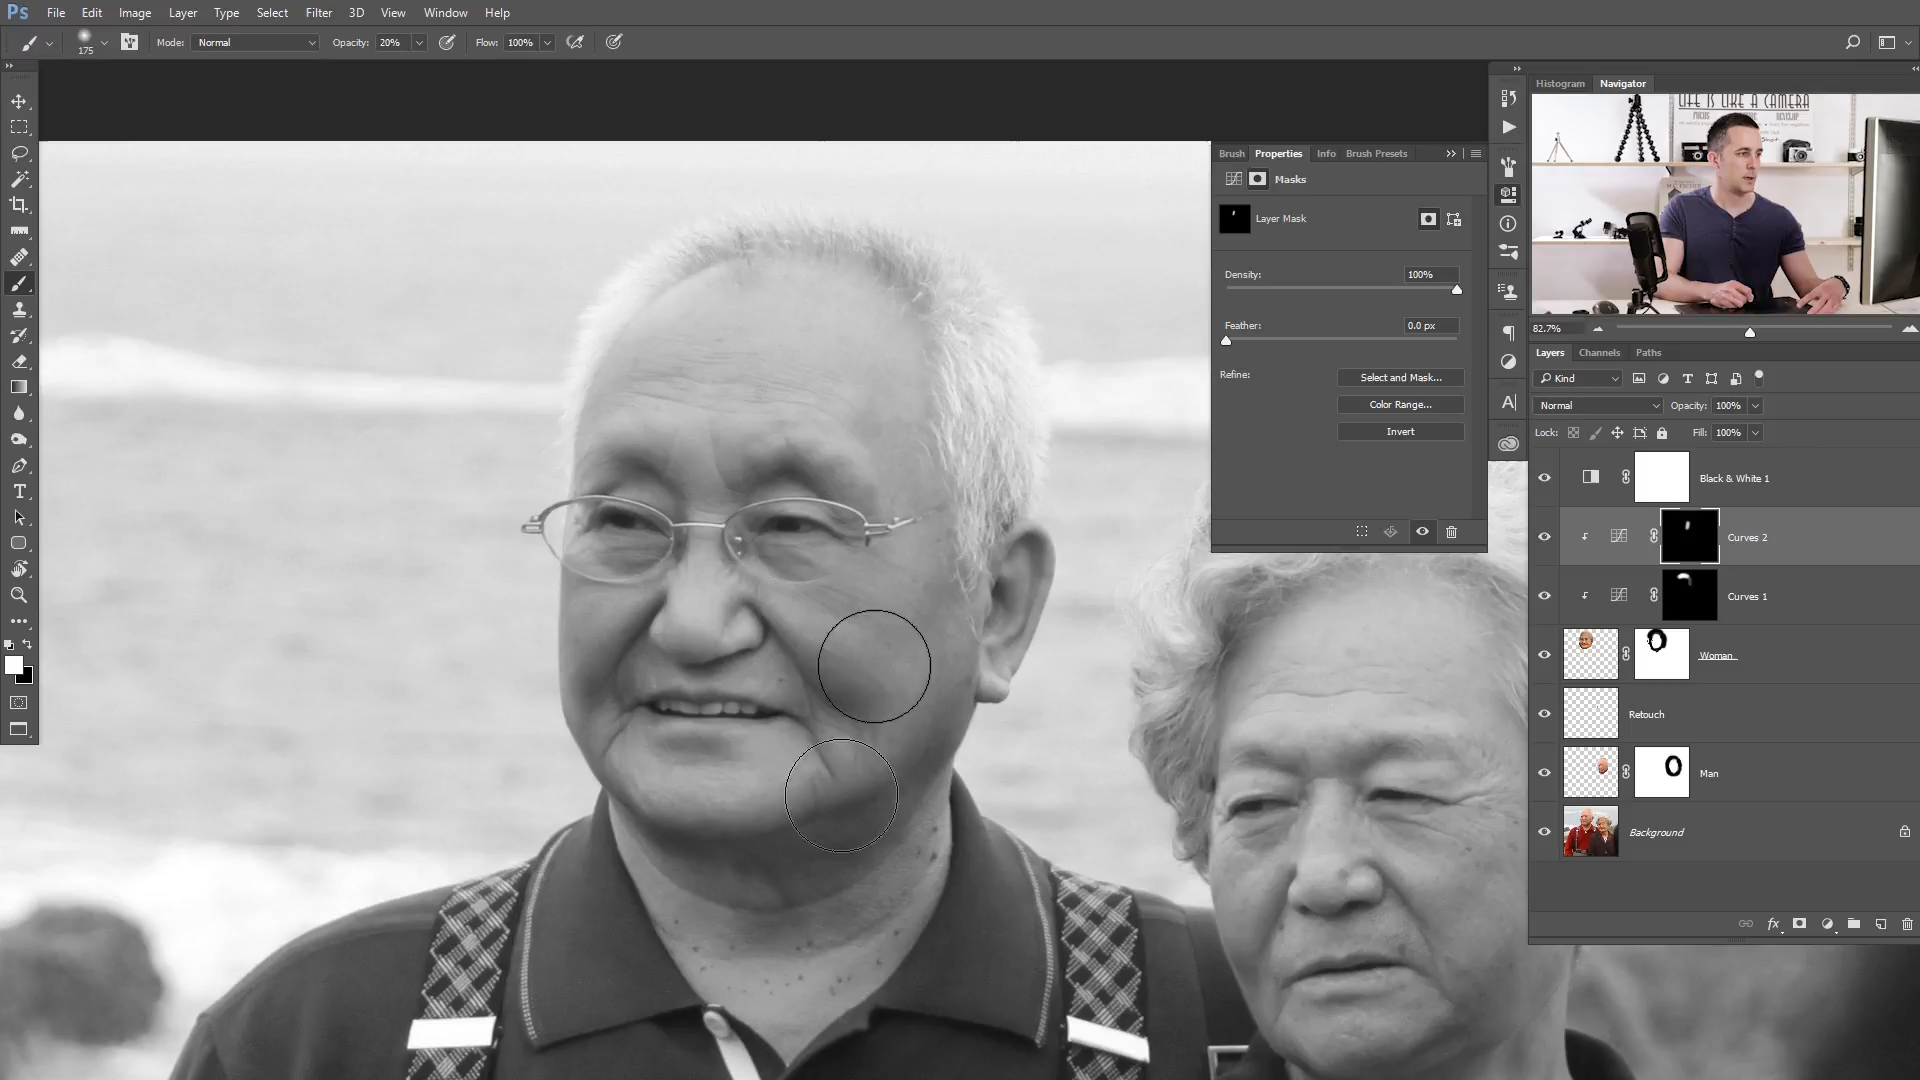 Ps File Edit Image Layer Type Select Filter 3D View Window Help
175 Mode: Normal Opacity: 20% Flow: 100%
Histogram Navigator
LIFE IS LIKE A CAMERA
FOCUS DEVELOP
82.7%
Brush Properties Info Brush Presets
Masks
Layer Mask
Density: 100%
Feather: 0.0 px
Refine: Select and Mask...
Color Range...
Invert
Layers Channels Paths
Kind
Normal Opacity: 100%
Lock: Fill: 100%
Black & White 1
Curves 2
Curves 1
Woman
Retouch
Man
Background